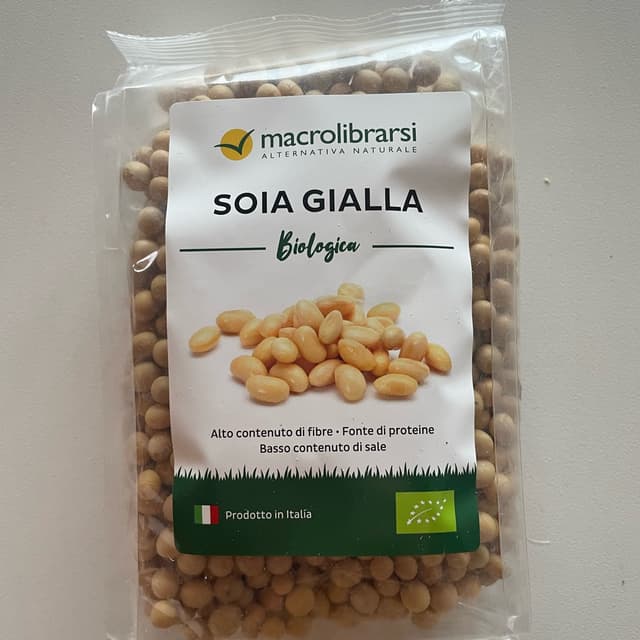 macrolibrarsi
ALTERNATIVA NATURALE
SOIA GIALLA
Biologica
Alto contenuto di fibre • Fonte di proteine
Basso contenuto di sale
Prodotto in Italia